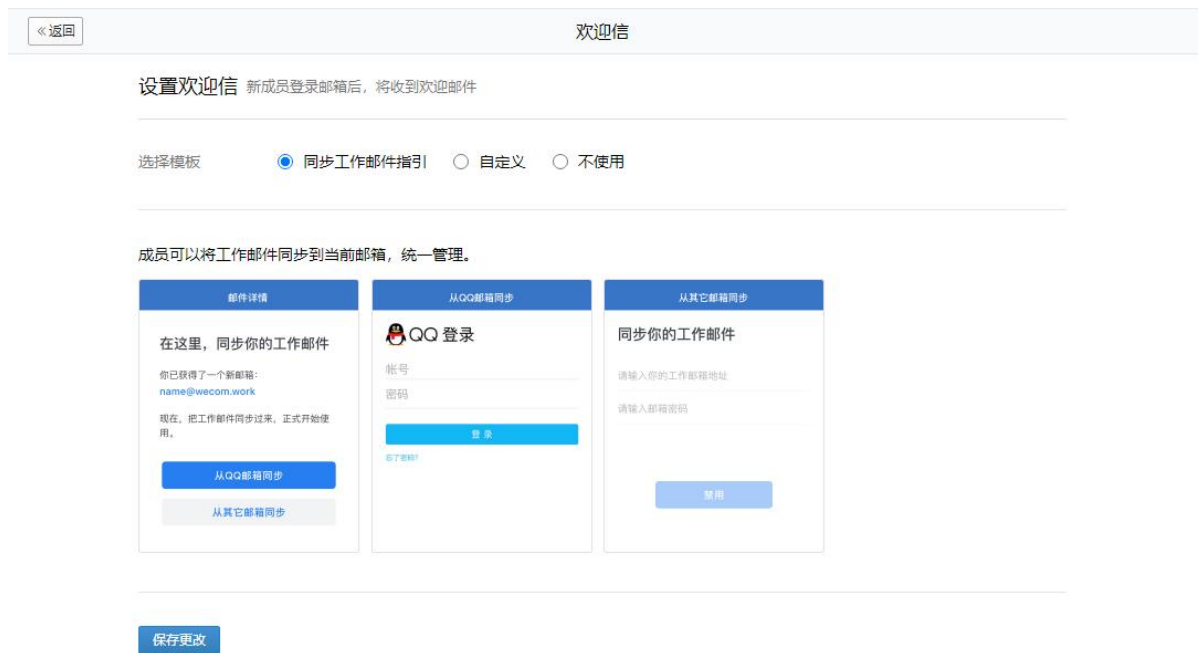 «返回
欢迎信
设置欢迎信 新成员登录邮箱后，将收到欢迎邮件
选择模板 同步工作邮件指引 自定义 不使用
成员可以将工作邮件同步到当前邮箱，统一管理。
邮件详情
在这里，同步你的工作邮件
你已获得了一个新邮箱：
name@wecom.work
现在，把工作邮件同步过来，正式开始使
用。
从QQ邮箱同步
从其它邮箱同步
从QQ邮箱同步
QQ 登录
帐号
密码
登 录
忘了密码?
从其它邮箱同步
同步你的工作邮件
请输入你的工作邮箱地址
请输入邮箱密码
禁用
保存更改